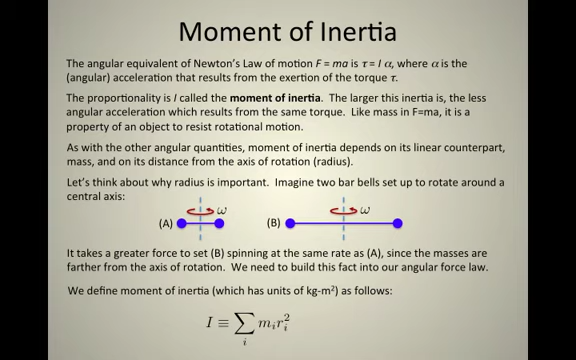 Moment of Inertia
The angular equivalent of Newton's Law of motion F = ma is τ = I α, where α is the
(angular) acceleration that results from the exertion of the torque τ.
The proportionality is I called the moment of inertia. The larger this inertia is, the less
angular acceleration which results from the same torque. Like mass in F=ma, it is a
property of an object to resist rotational motion.
As with the other angular quantities, moment of inertia depends on its linear counterpart,
mass, and on its distance from the axis of rotation (radius).
Let's think about why radius is important. Imagine two bar bells set up to rotate around a
central axis:
(A) ω (B) ω
It takes a greater force to set (B) spinning at the same rate as (A), since the masses are
farther from the axis of rotation. We need to build this fact into our angular force law.
We define moment of inertia (which has units of kg-m²) as follows:
I ≡ ∑ᵢ mᵢrᵢ²